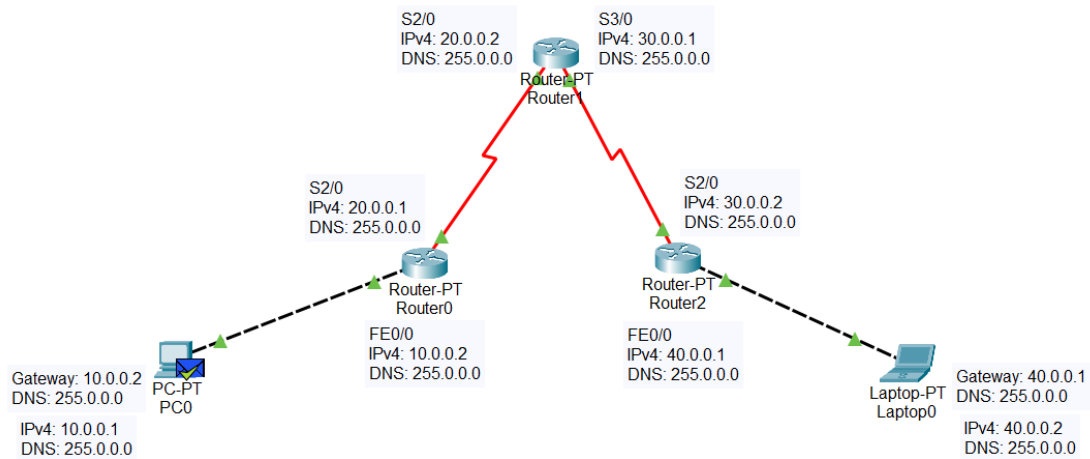 S2/0
IPv4: 20.0.0.2
DNS: 255.0.0.0
S3/0
IPv4: 30.0.0.1
DNS: 255.0.0.0
Router-PT
Router1
S2/0
IPv4: 20.0.0.1
DNS: 255.0.0.0
S2/0
IPv4: 30.0.0.2
DNS: 255.0.0.0
Router-PT
Router0
Router-PT
Router2
FE0/0
IPv4: 10.0.0.2
DNS: 255.0.0.0
FE0/0
IPv4: 40.0.0.1
DNS: 255.0.0.0
Gateway: 10.0.0.2
DNS: 255.0.0.0
IPv4: 10.0.0.1
DNS: 255.0.0.0
PC-PT
PC0
Laptop-PT
Laptop0
Gateway: 40.0.0.1
DNS: 255.0.0.0
IPv4: 40.0.0.2
DNS: 255.0.0.0